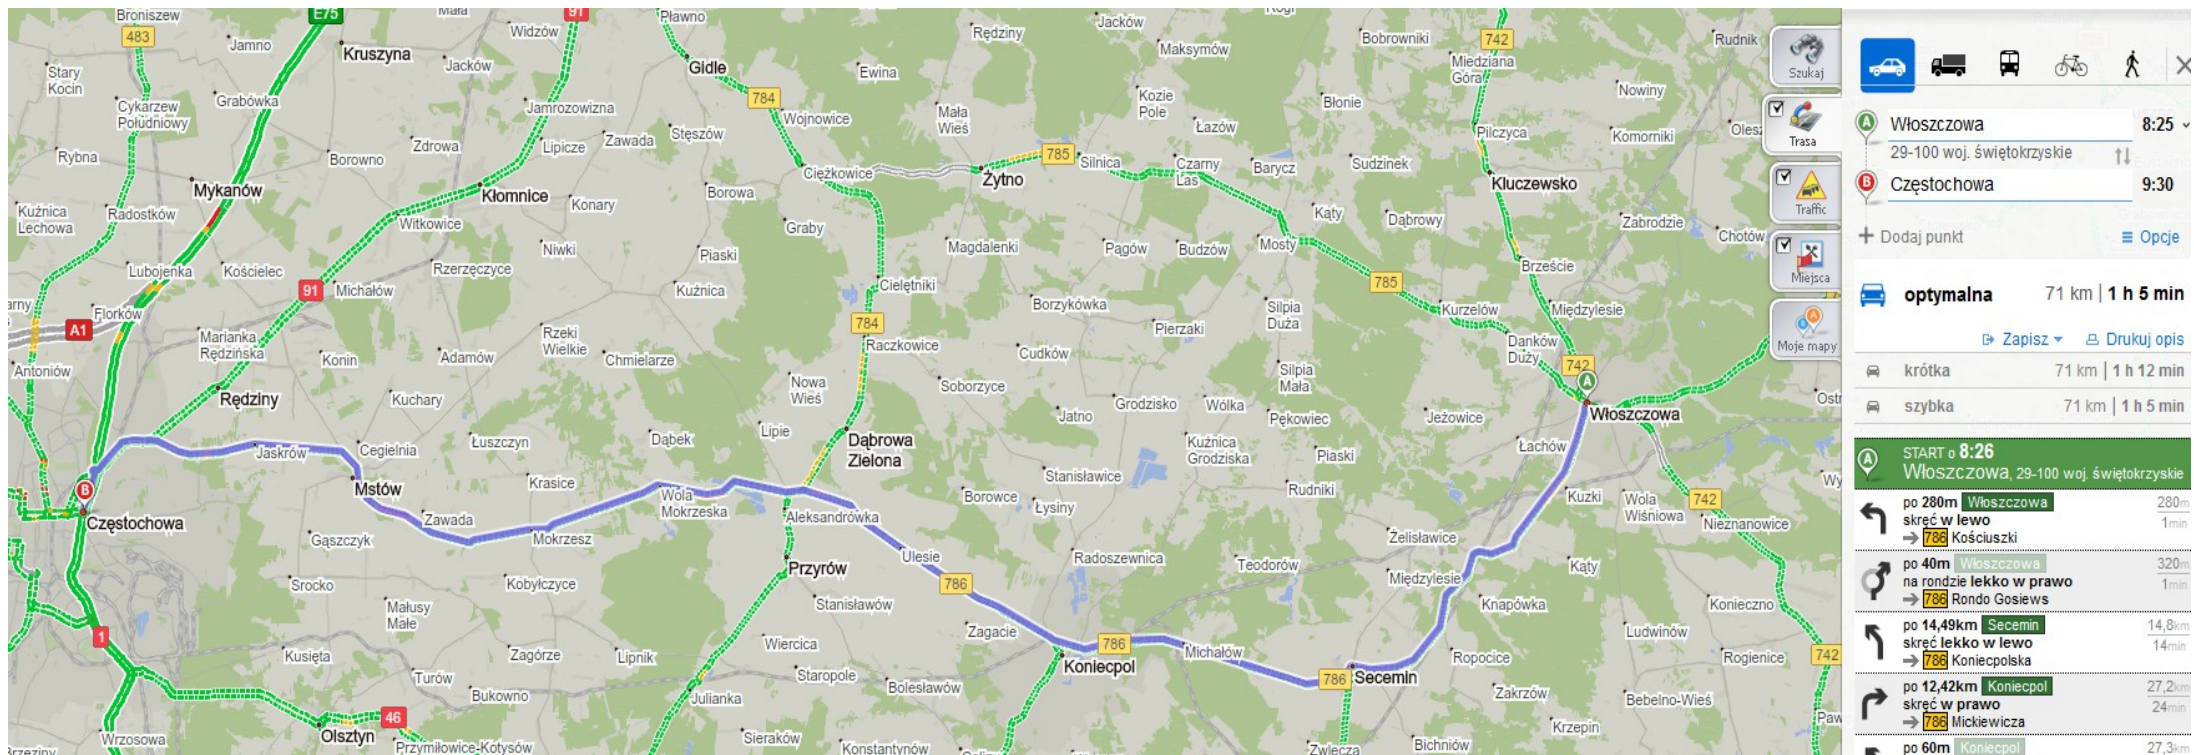 Broniszew
E75
Mała
91
Pławno
Jacków
Rogi
483
Jamno
Kruszyna
Widzów
Rędziny
Maksymów
Bobrowniki
742
Rudnik
Stary
Kocin
Jacków
Gidle
Ewina
Miedziana
Góra
Szukaj
Cykarzew
Południowy
Grabówka
Jamrozowizna
784
Wojnowice
Mała
Wieś
Kozie
Pole
Błonie
Nowiny
Rybna
Borowno
Zdrowa
Lipicze
Zawada
Stęszów
Łazów
Pilczyca
Komorniki
Trasa
Mykanów
Kłomnice
Borowa
Ciężkowice
Żytno
785
Silnica
Czarny
Las
Barycz
Sudzinek
Kluczewsko
Kuźnica
Lechowa
Radostków
Witkowice
Konary
Graby
Kąty
Dąbrowy
Zabrodzie
Traffic
Lubojenka
Kościelec
Rzerzęczyce
Niwki
Piaski
Magdalenki
Pągów
Budzów
Mosty
Brzeście
Chotów
91
Michałów
Kuźnica
Cielętniki
Borzykówka
785
Miejsca
A1
Florków
Marianka
Rędzińska
Rzeki
Wielkie
784
Raczkowice
Pierzaki
Silpia
Duża
Kurzelów
Międzylesie
Antoniów
Konin
Adamów
Chmielarze
Cudków
Danków
Duży
Moje mapy
Rędziny
Kuchary
Nowa
Wieś
Soborzyce
Silpia
Mała
742
A
Jatno
Grodzisko
Wólka
Pękowiec
Jeżowice
Włoszczowa
Jaskrów
Cegielnia
Łuszczyn
Dąbek
Lipie
Dąbrowa
Zielona
Kuźnica
Grodziska
Piaski
Łachów
Mstów
Krasice
Wola
Mokrzeska
Stanisławice
Borowce
Rudniki
Kuzki
Wola
Wiśniowa
742
B
Częstochowa
Zawada
Mokrzesz
Aleksandrówka
Łysiny
Nieznanowice
Gąszczyk
Ulesie
Radoszewnica
Teodorów
Żelisławice
Srocko
Kobyłczyce
Przyrów
786
Międzylesie
Kąty
Małusy
Małe
Stanisławów
Knapówka
Konieczno
1
Zagacie
786
Ludwinów
Kusięta
Zagórze
Lipnik
Wiercica
Koniecpol
Michałów
Ropocice
Rogienice
742
Turów
Bukowno
Julianka
Staropole
Bolesławów
786
Secemin
Zakrzów
Bebelno-Wieś
46
Olsztyn
Krzepin
Wrzosowa
Przymiłowice-Kotysów
Sieraków
Konstantynów
Zwlecza
Bichniów
A Włoszczowa 8:25
29-100 woj. świętokrzyskie
B Częstochowa 9:30
+ Dodaj punkt Opcje
optymalna 71 km | 1 h 5 min
Zapisz Drukuj opis
krótka 71 km | 1 h 12 min
szybka 71 km | 1 h 5 min
A START o 8:26
Włoszczowa, 29-100 woj. świętokrzyskie
po 280m Włoszczowa 280m
skręć w lewo 1min
→ 786 Kościuszki
po 40m Włoszczowa 320m
na rondzie lekko w prawo 1min
→ 786 Rondo Gosiews
po 14,49km Secemin 14,8km
skręć lekko w lewo 14min
→ 786 Koniecpolska
po 12,42km Koniecpol 27,2km
skręć w prawo 24min
→ 786 Mickiewicza
po 60m Koniecpol 27,3km